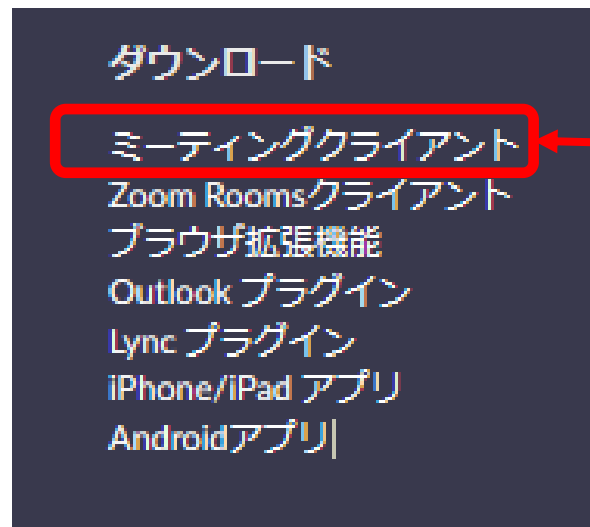 ダウンロード
ミーティングクライアント
Zoom Roomsクライアント
ブラウザ拡張機能
Outlook プラグイン
Lync プラグイン
iPhone/iPad アプリ
Androidアプリ